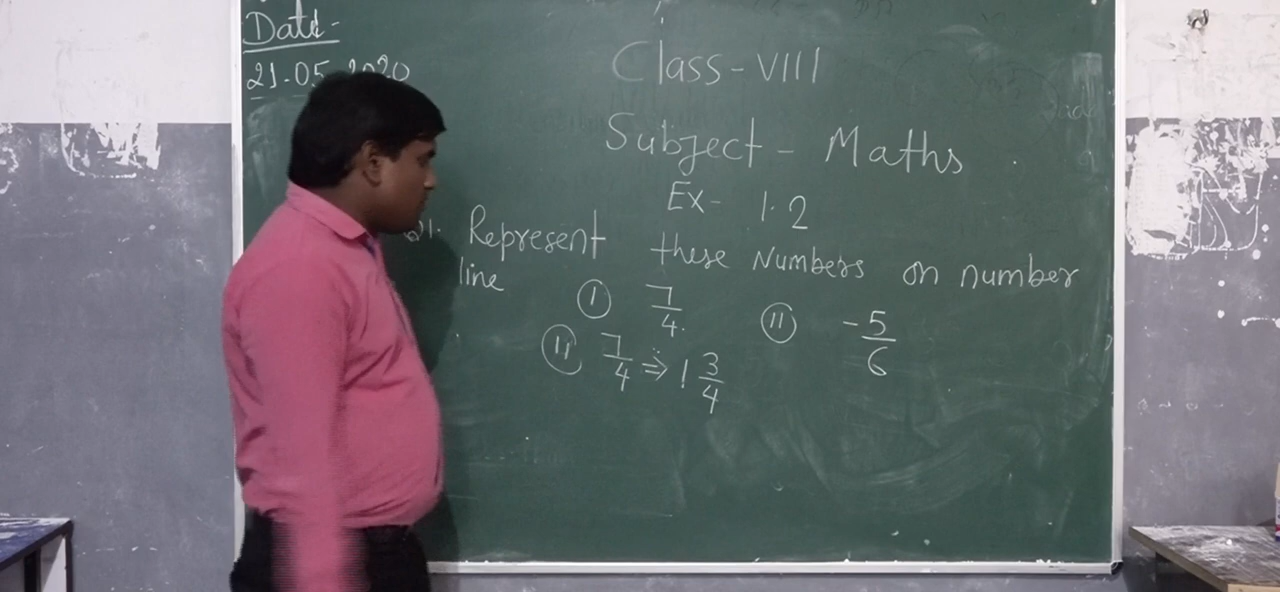 Date -
21.05.2020
Class - VIII
Subject - Maths
Ex- 1.2
Q1. Represent these Numbers on number
line
(I) 7/4. (II) -5/6
(II) 7/4 ⇒ 1 3/4